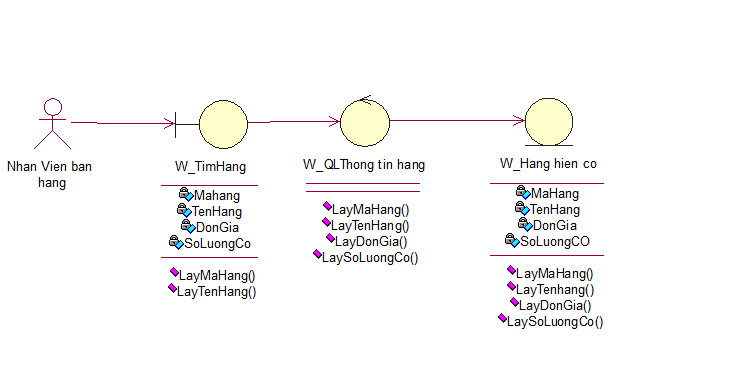 Nhan Vien ban
hang
W_TimHang
Mahang
TenHang
DonGia
SoLuongCo
LayMaHang()
LayTenHang()
W_QLThong tin hang
LayMaHang()
LayTenHang()
LayDonGia()
LaySoLuongCo()
W_Hang hien co
MaHang
TenHang
DonGia
SoLuongCO
LayMaHang()
LayTenhang()
LayDonGia()
LaySoLuongCo()